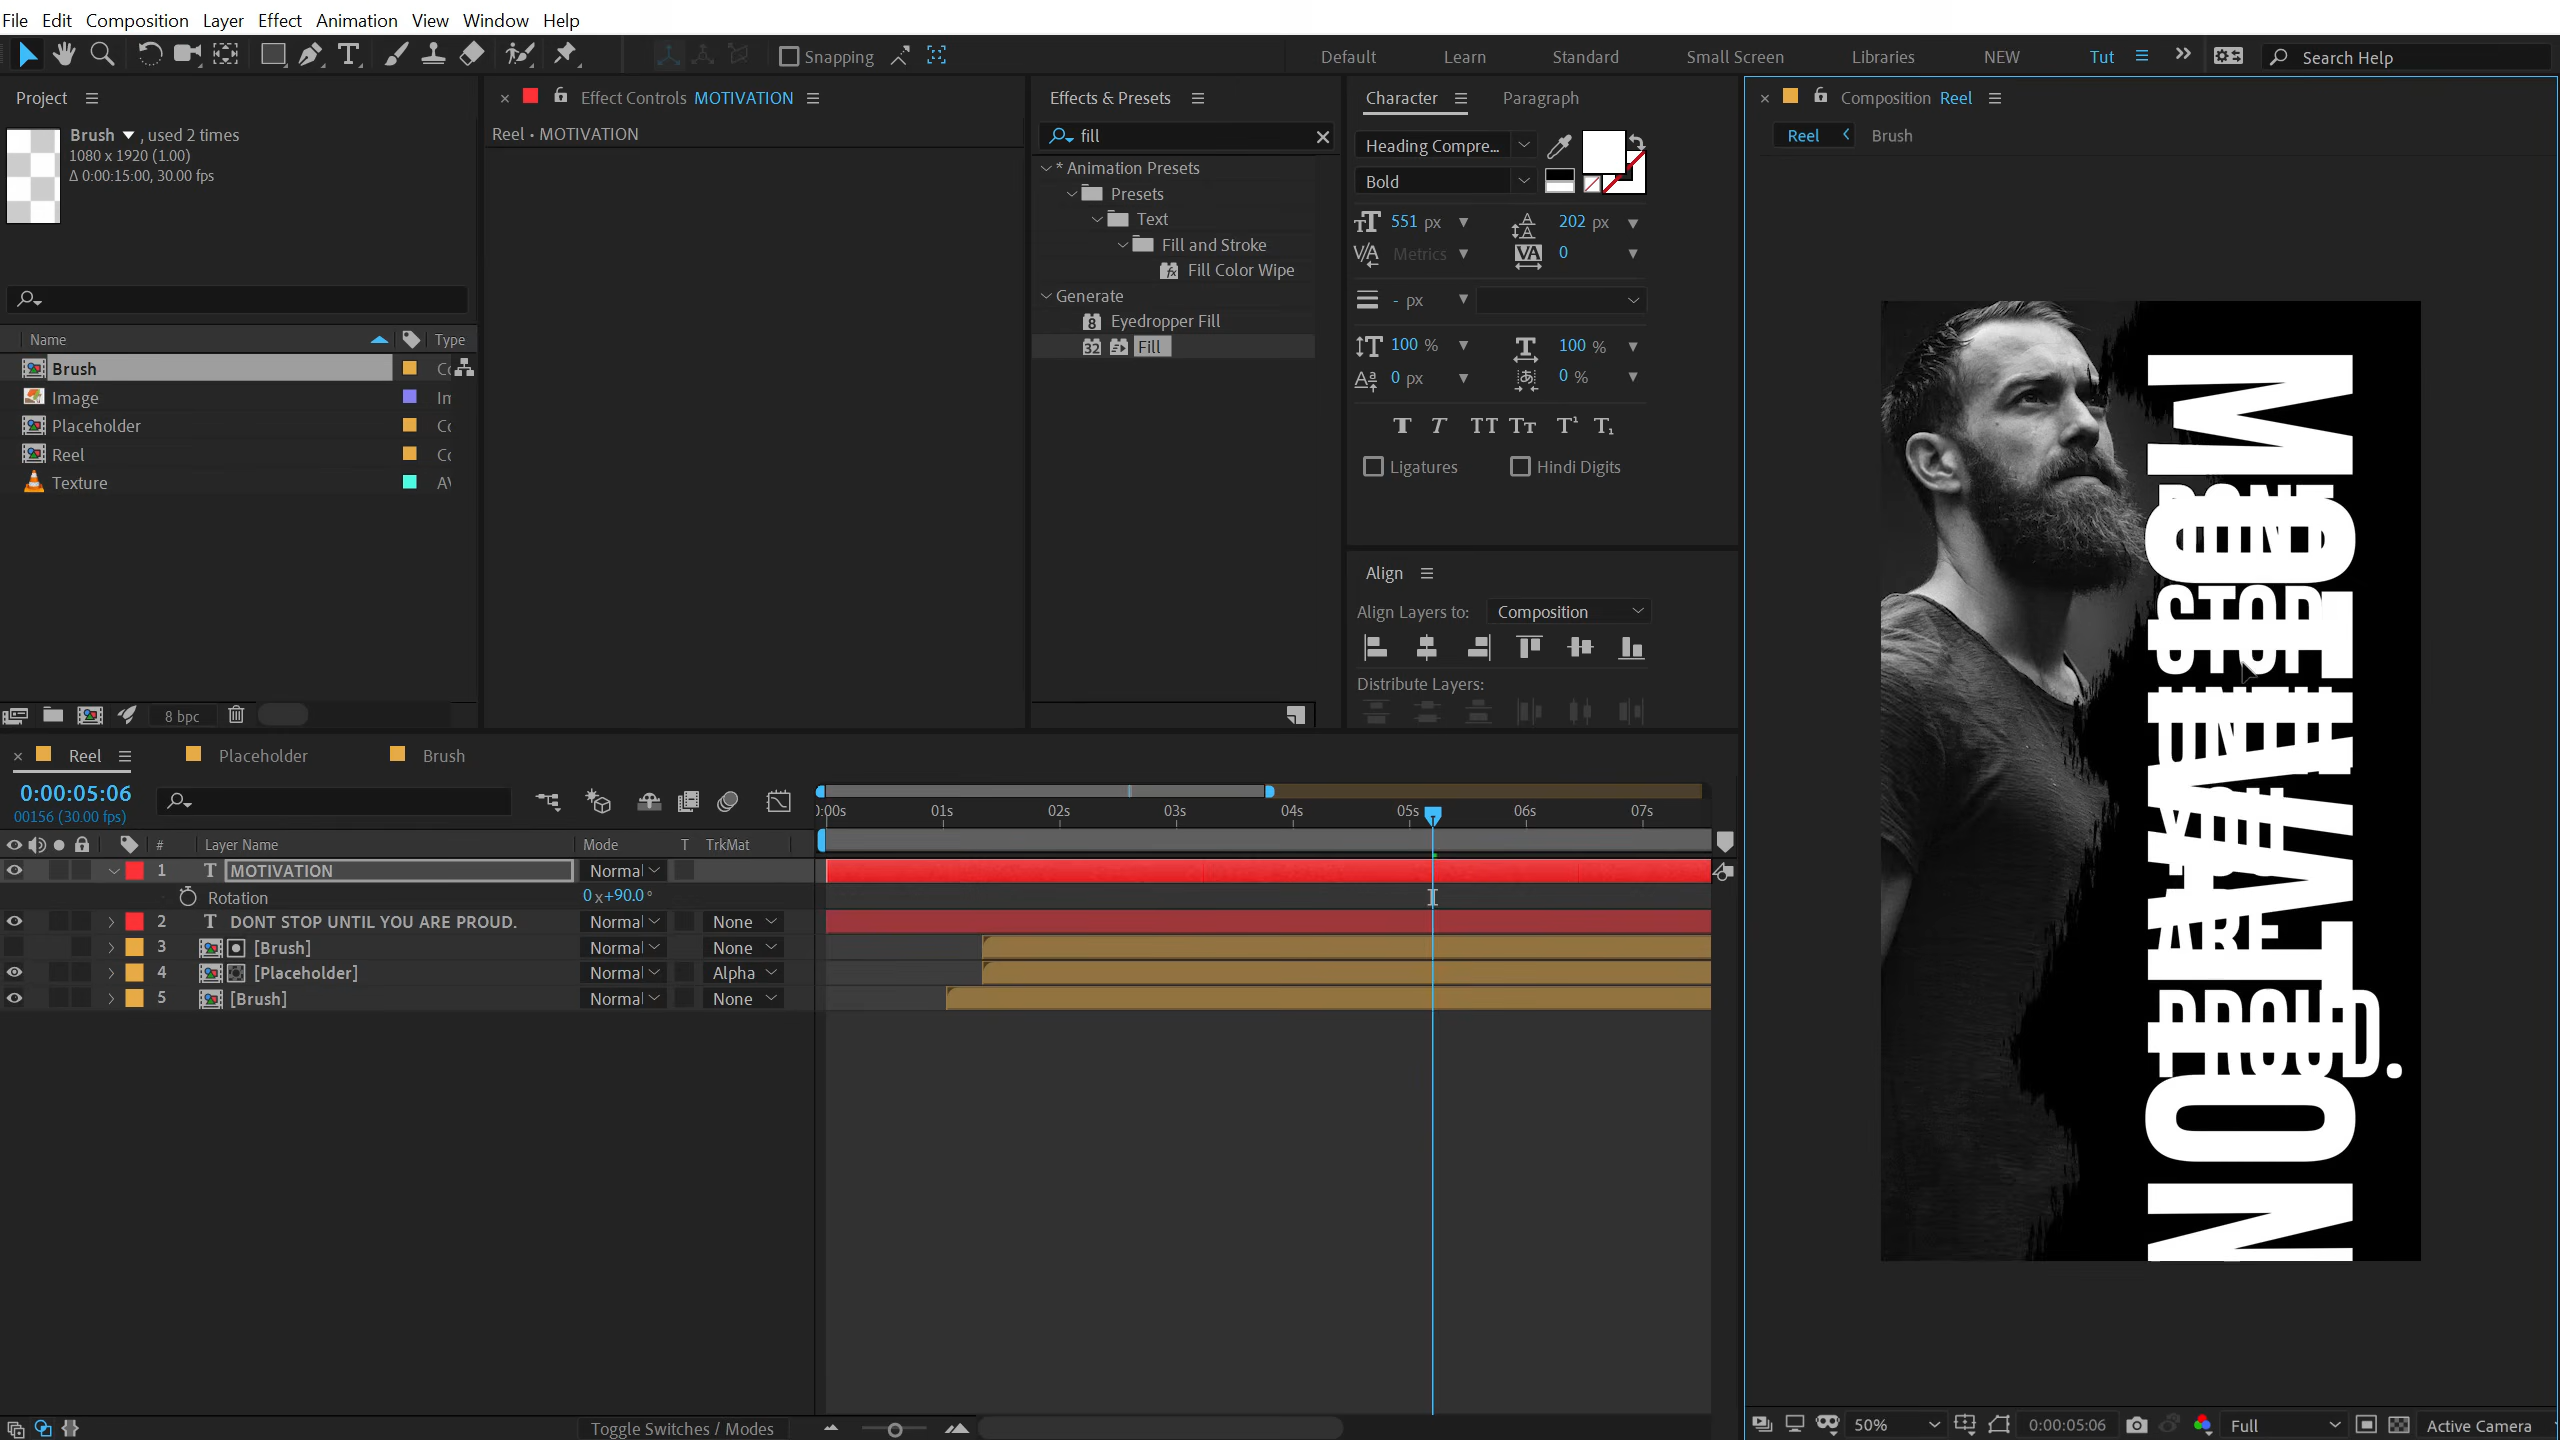 File Edit Composition Layer Effect Animation View Window Help
Snapping
Default Learn Standard Small Screen Libraries NEW Tut
Search Help
Project
Brush , used 2 times
1080 x 1920 (1.00)
Δ 0:00:15:00, 30.00 fps
Name Type
Brush
Image
Placeholder
Reel
Texture
8 bpc
Effect Controls MOTIVATION
Reel • MOTIVATION
Effects & Presets
fill
* Animation Presets
Presets
Text
Fill and Stroke
Fill Color Wipe
Generate
Eyedropper Fill
Fill
Character Paragraph
Heading Compre...
Bold
551 px 202 px
Metrics 0
- px
100 % 100 %
0 px 0 %
Ligatures Hindi Digits
Align
Align Layers to: Composition
Distribute Layers:
Composition Reel
Reel Brush
MOTIVATION
DONT
STOP
UNTIL
YOU
ARE
PROUD.
50% 0:00:05:06 Full Active Camera
Reel Placeholder Brush
0:00:05:06
00156 (30.00 fps)
0:00s 01s 02s 03s 04s 05s 06s 07s
# Layer Name Mode T TrkMat
1 T MOTIVATION Normal
Rotation 0x+90.0°
2 T DONT STOP UNTIL YOU ARE PROUD. Normal None
3 [Brush] Normal None
4 [Placeholder] Normal Alpha
5 [Brush] Normal None
Toggle Switches / Modes